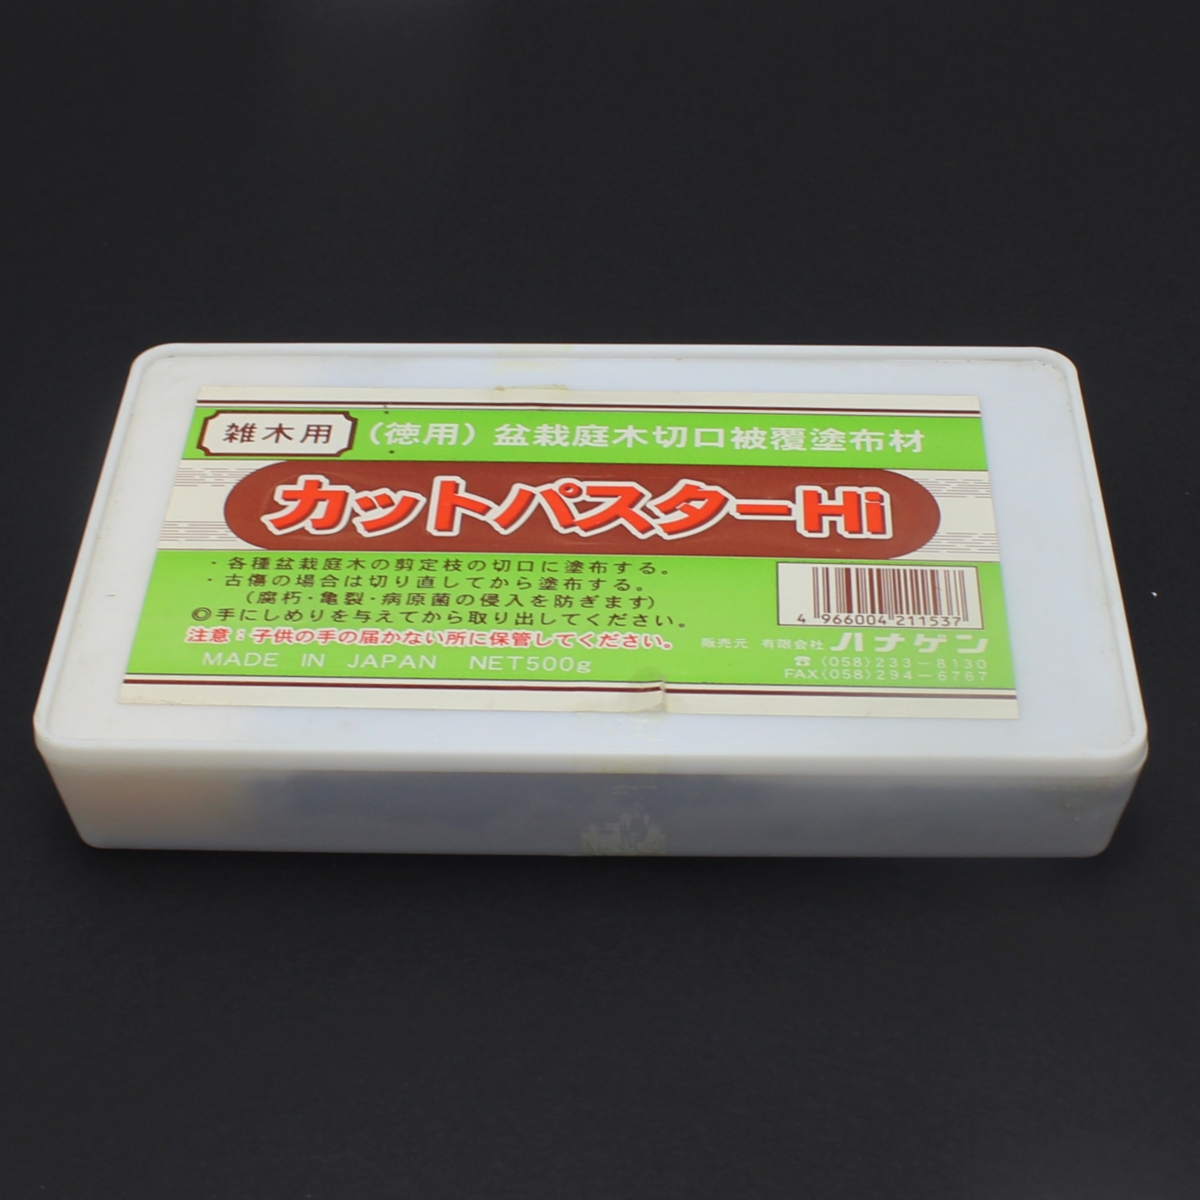 雑木用 (徳用) 盆栽庭木切口被覆塗布材
カットパスターHi
・各種盆栽庭木の剪定枝の切口に塗布する。
・古傷の場合は切り直してから塗布する。
(腐朽・亀裂・病原菌の侵入を防ぎます)
◎手にしめりを与えてから取り出してください。
注意：子供の手の届かない所に保管してください。
MADE IN JAPAN NET500g
4 966004 211537
販売元 有限会社 ハナゲン
☎(058)233-8130
FAX(058)294-6767